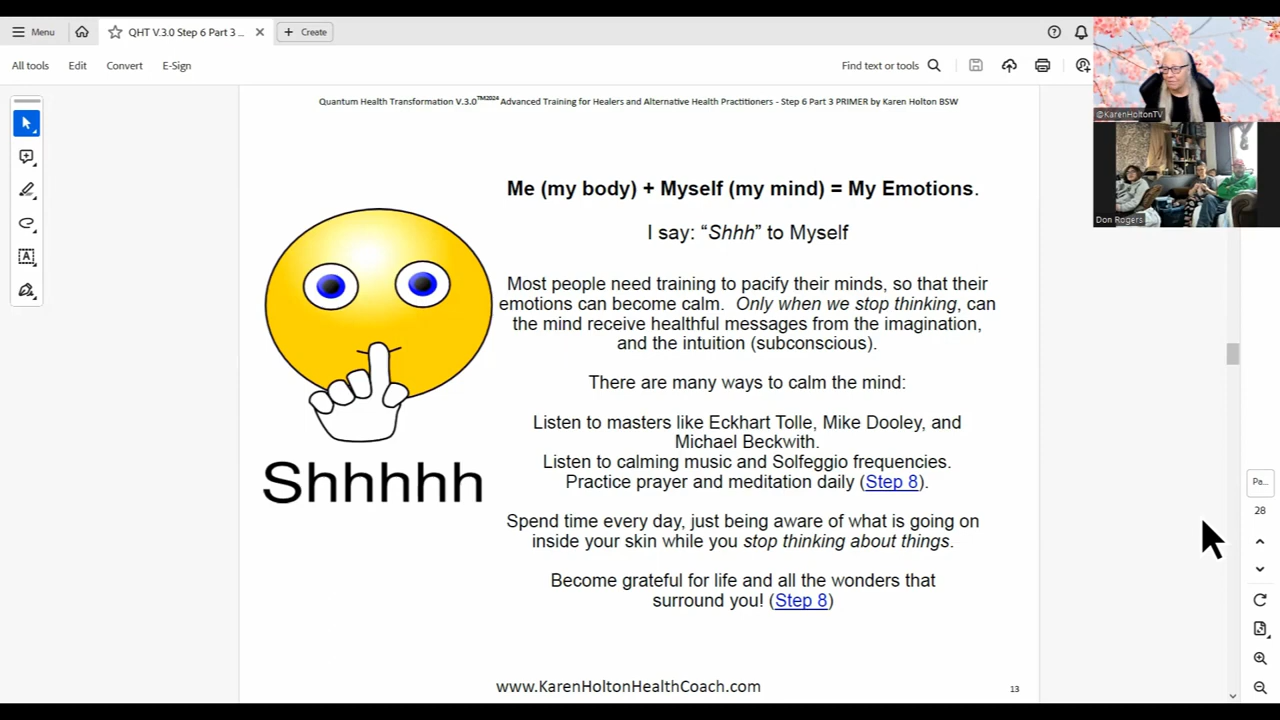 Menu
QHT V.3.0 Step 6 Part 3 ...
Create
All tools
Edit
Convert
E-Sign
Find text or tools
Quantum Health Transformation V.3.0™2024 Advanced Training for Healers and Alternative Health Practitioners - Step 6 Part 3 PRIMER by Karen Holton BSW
@KarenHoltonTV
Don Rogers
Me (my body) + Myself (my mind) = My Emotions.
I say: “Shhh” to Myself
Most people need training to pacify their minds, so that their
emotions can become calm. Only when we stop thinking, can
the mind receive healthful messages from the imagination,
and the intuition (subconscious).
There are many ways to calm the mind:
Listen to masters like Eckhart Tolle, Mike Dooley, and
Michael Beckwith.
Listen to calming music and Solfeggio frequencies.
Practice prayer and meditation daily (Step 8).
Spend time every day, just being aware of what is going on
inside your skin while you stop thinking about things.
Become grateful for life and all the wonders that
surround you! (Step 8)
Shhhhh
www.KarenHoltonHealthCoach.com
13
Pa...
28